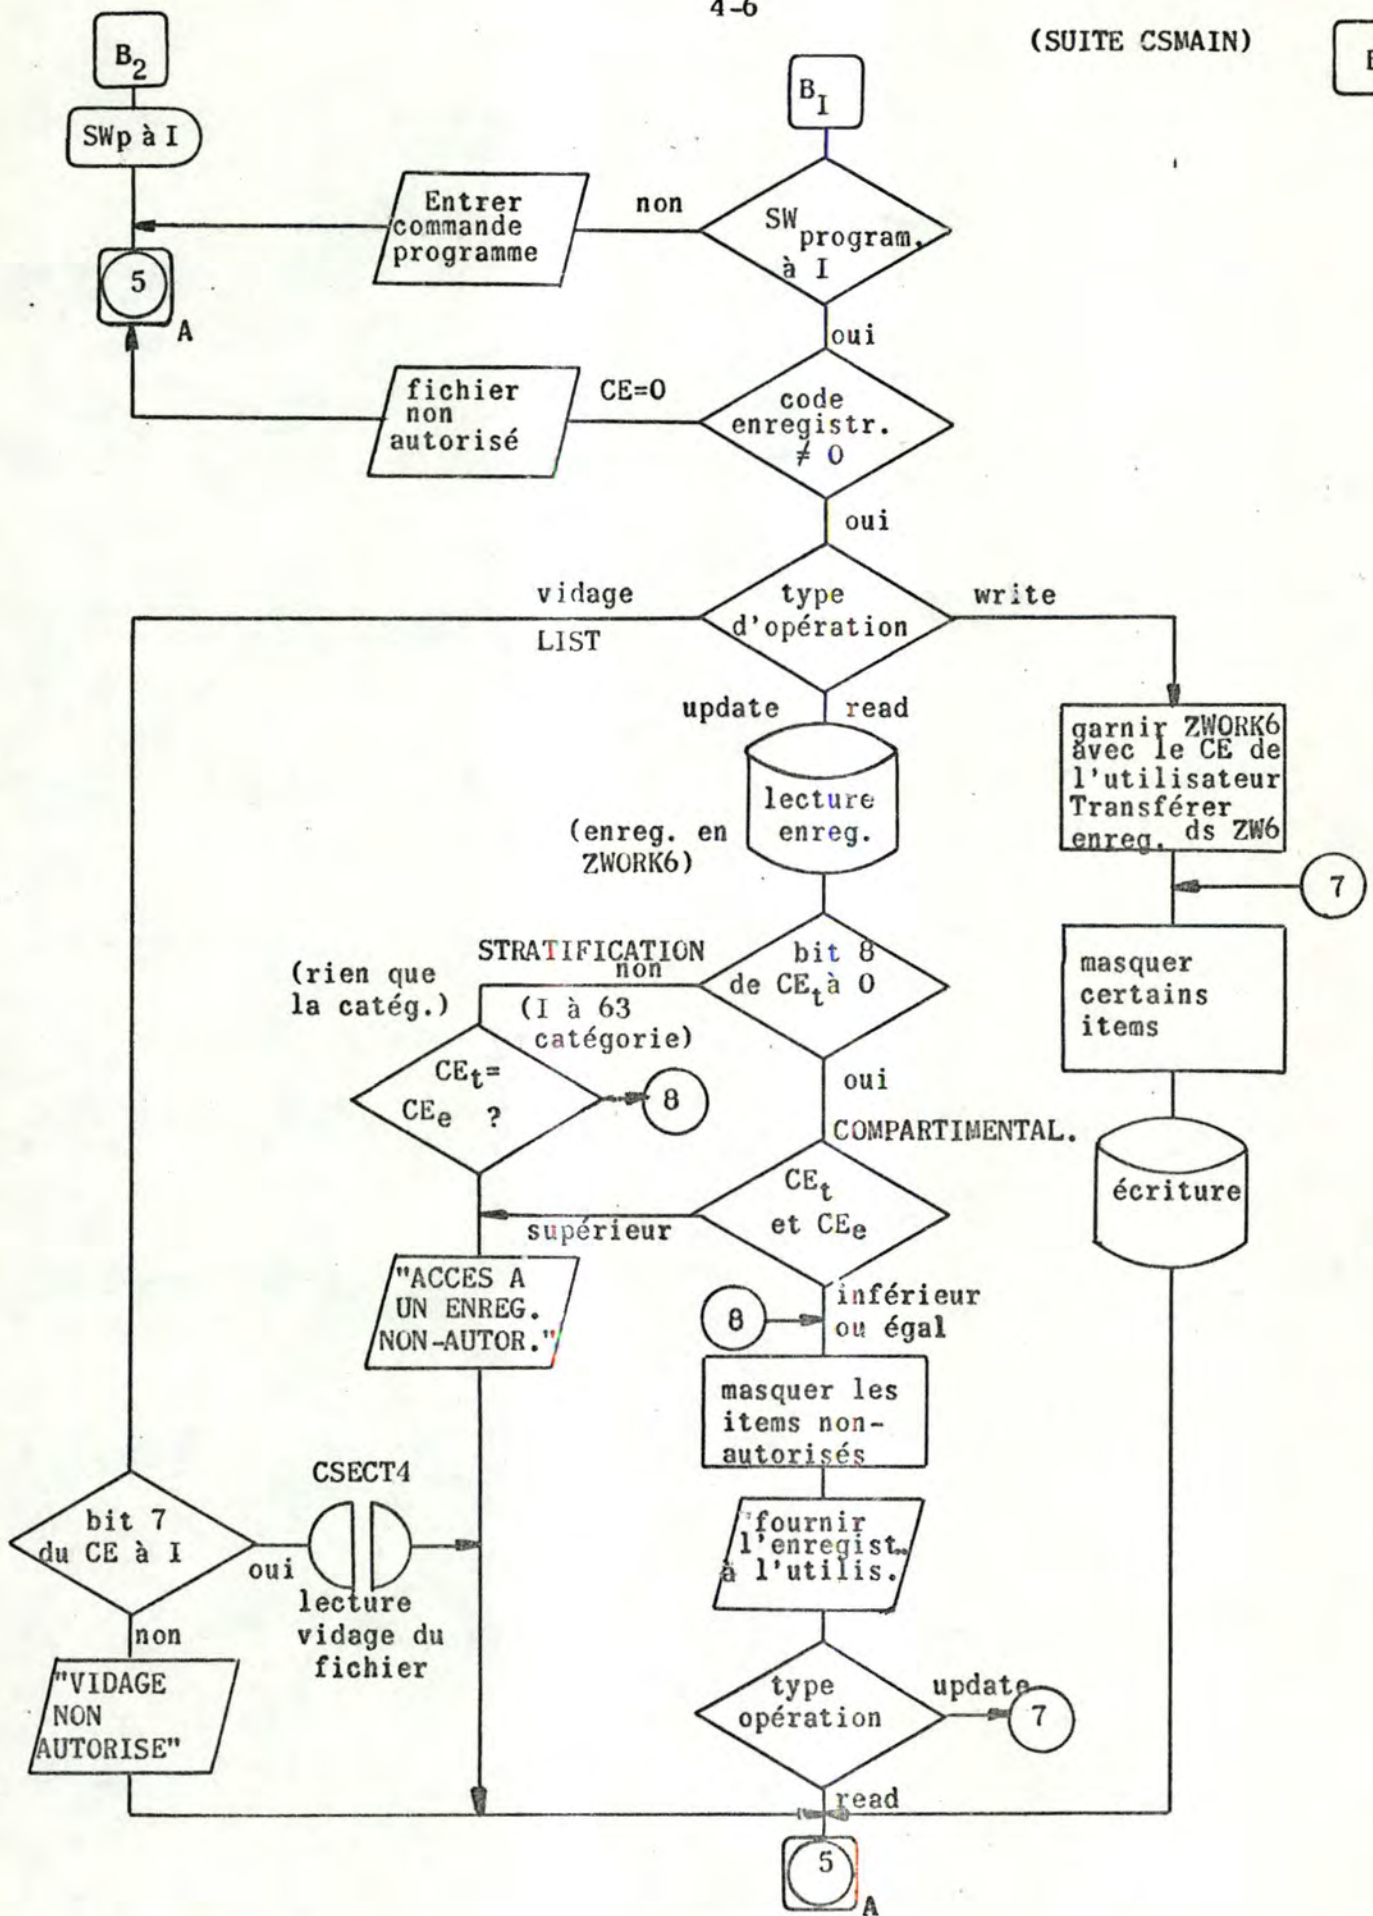 4-6
(SUITE CSMAIN)
B2
BI
SWp à I
Entrer
commande
programme
non
SW
program.
à I
5
A
oui
fichier
non
autorisé
CE=0
code
enregistr.
≠ 0
oui
vidage
LIST
type
d'opération
write
update
read
garnir ZWORK6
avec le CE de
l'utilisateur
Transférer
enreg. ds ZW6
lecture
enreg.
(enreg. en
ZWORK6)
7
STRATIFICATION
non
(rien que
la catég.)
(I à 63
catégorie)
bit 8
de CEt à 0
masquer
certains
items
CEt=
CEe ?
8
oui
COMPARTIMENTAL.
CEt
et CEe
supérieur
écriture
"ACCES A
UN ENREG.
NON-AUTOR."
8
inférieur
ou égal
masquer les
items non-
autorisés
CSECT4
bit 7
du CE à I
oui
lecture
vidage du
fichier
fournir
l'enregist.
à l'utilis.
non
"VIDAGE
NON
AUTORISE"
type
opération
update
7
read
5
A